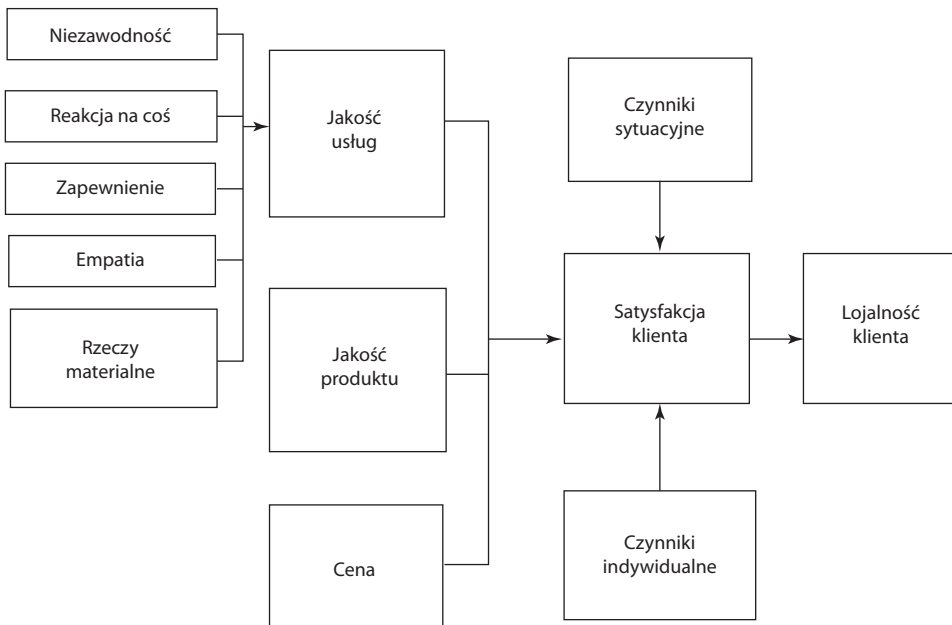 Niezawodność
Reakcja na coś
Zapewnienie
Empatia
Rzeczy
materialne
Jakość
usług
Jakość
produktu
Cena
Czynniki
sytuacyjne
Satysfakcja
klienta
Czynniki
indywidualne
Lojalność
klienta